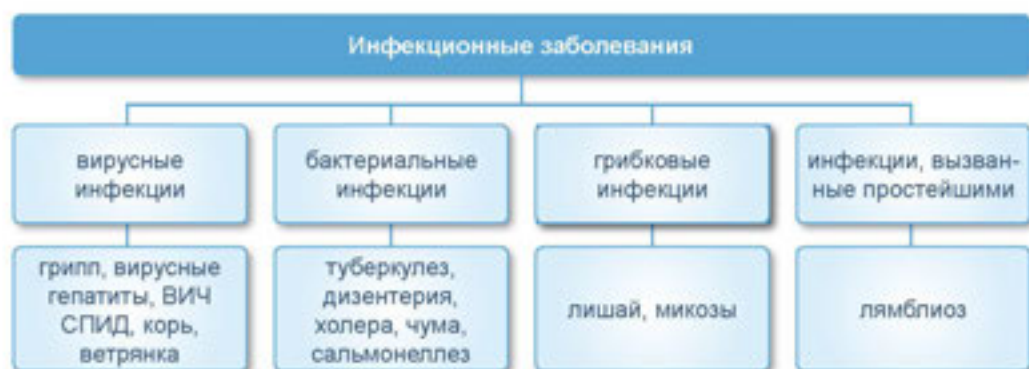 Инфекционные заболевания
вирусные
инфекции
бактериальные
инфекции
грибковые
инфекции
инфекции, вызван-
ные простейшими
грипп, вирусные
гепатиты, ВИЧ
СПИД, корь,
ветрянка
туберкулез,
дизентерия,
холера, чума,
сальмонеллез
лишай, микозы
лямблиоз